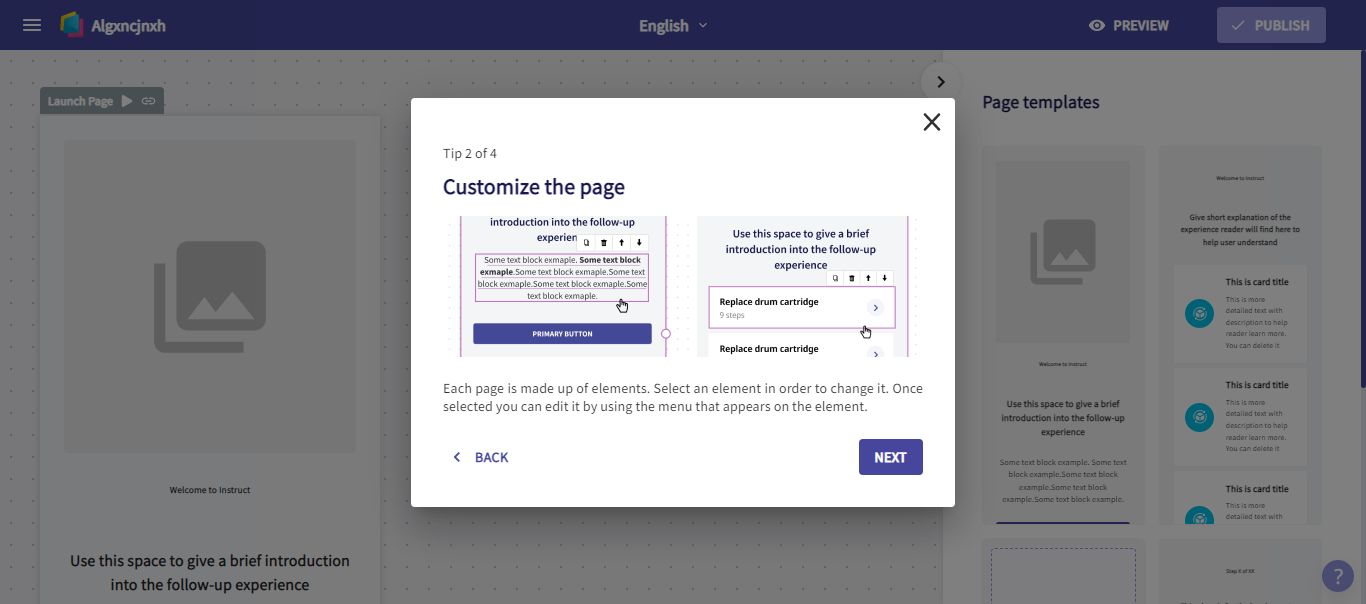 Algxncjnxh
English
PREVIEW
PUBLISH
Launch Page
Welcome to Instruct
Use this space to give a brief introduction
into the follow-up experience
Tip 2 of 4
Customize the page
introduction into the follow-up
experien
Some text block exmaple. Some text block
exmaple.Some text block exmaple.Some text
block exmaple.Some text block exmaple.Some
text block exmaple.
PRIMARY BUTTON
Use this space to give a brief
introduction into the follow-up
experience
Replace drum cartridge
9 steps
Replace drum cartridge
Each page is made up of elements. Select an element in order to change it. Once
selected you can edit it by using the menu that appears on the element.
BACK
NEXT
Page templates
Welcome to Instruct
Use this space to give a brief
introduction into the follow-up
experience
Some text block example. Some text
block example.Some text block
example.Some text block
example.Some text block example.
Welcome to Instruct
Give short explanation of the
experience reader will find here to
help user understand
This is card title
This is more
detailed text with
description to help
reader learn more.
You can delete it
This is card title
This is more
detailed text with
description to help
reader learn more.
You can delete it
This is card title
This is more
detailed text with
Step X of XX
?